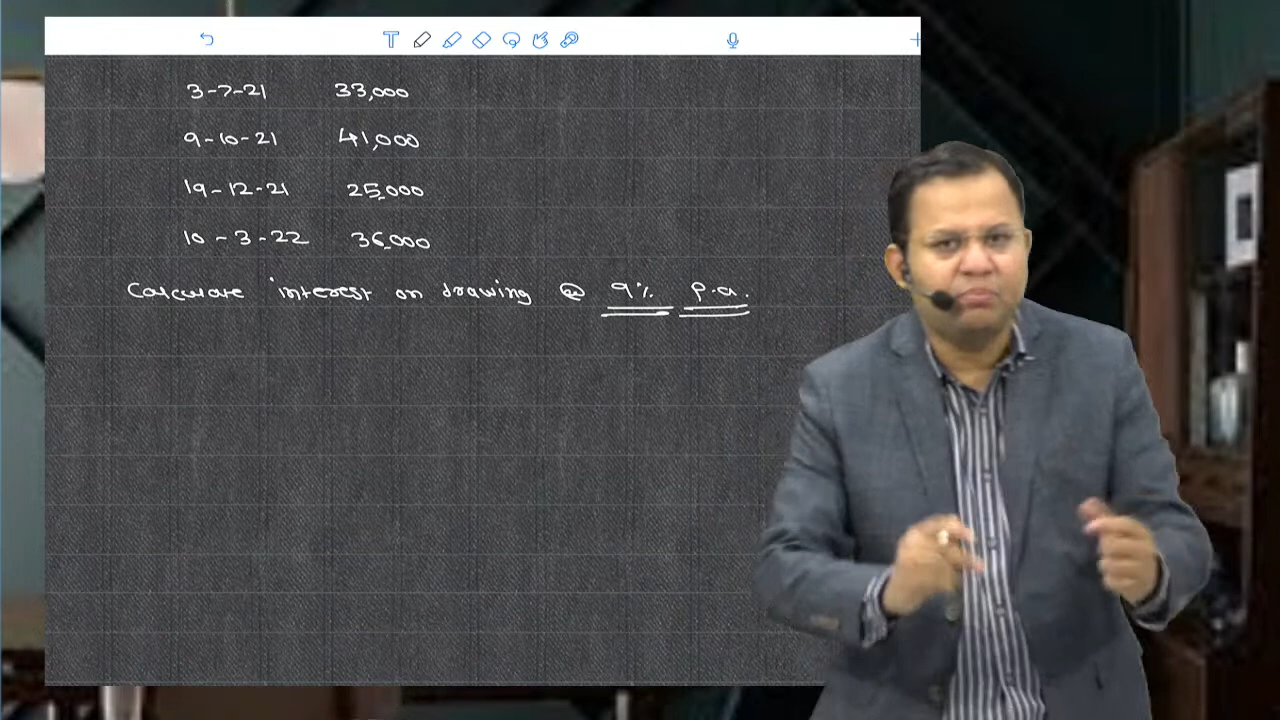 3-7-21 33,000
9-10-21 41,000
19-12-21 25,000
10-3-22 36,000
Calculate interest on drawing @ 9% p.a.